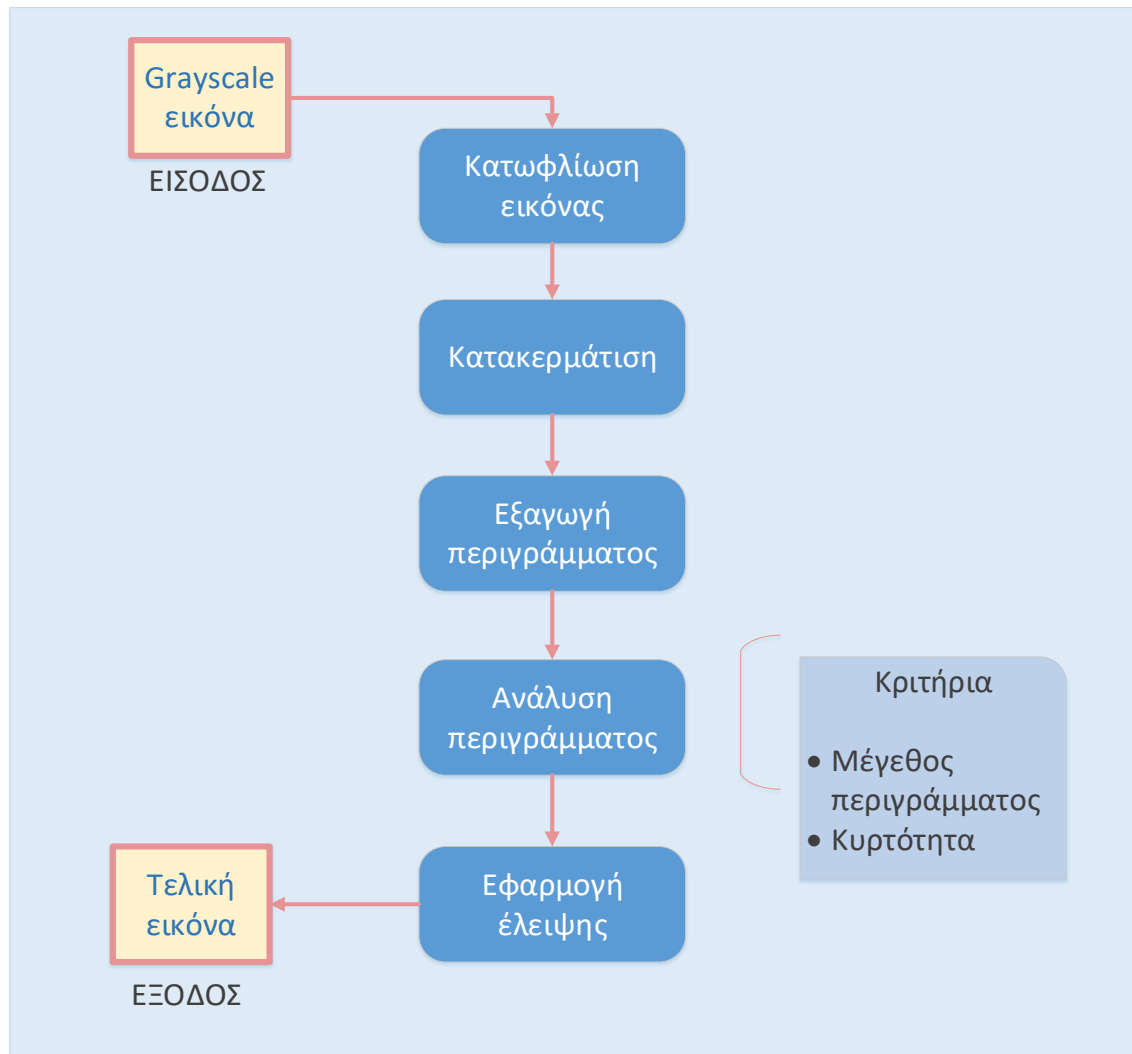 Grayscale
εικόνα
ΕΙΣΟΔΟΣ
Κατωφλίωση
εικόνας
Κατακερμάτιση
Εξαγωγή
περιγράμματος
Ανάλυση
περιγράμματος
Κριτήρια
• Μέγεθος
περιγράμματος
• Κυρτότητα
Εφαρμογή
έλειψης
Τελική
εικόνα
ΕΞΟΔΟΣ